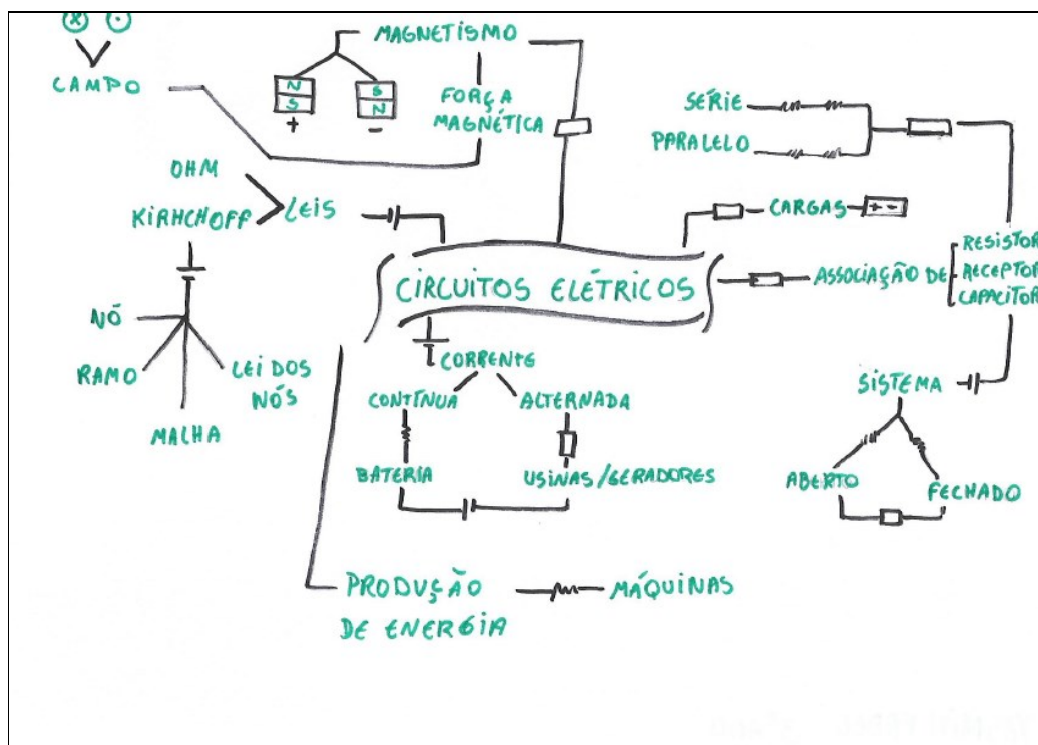 MAGNETISMO
CAMPO
N
S
S
N
+
-
FORÇA
MAGNÉTICA
SÉRIE
PARALELO
OHM
KIRHCHOFF
LEIS
CARGAS
+ -
CIRCUITOS ELÉTRICOS
ASSOCIAÇÃO DE
RESISTOR
RECEPTOR
CAPACITOR
NÓ
RAMO
MALHA
LEI DOS
NÓS
CORRENTE
CONTÍNUA
ALTERNADA
BATERIA
USINAS/GERADORES
SISTEMA
ABERTO
FECHADO
PRODUÇÃO
DE ENERGIA
MÁQUINAS